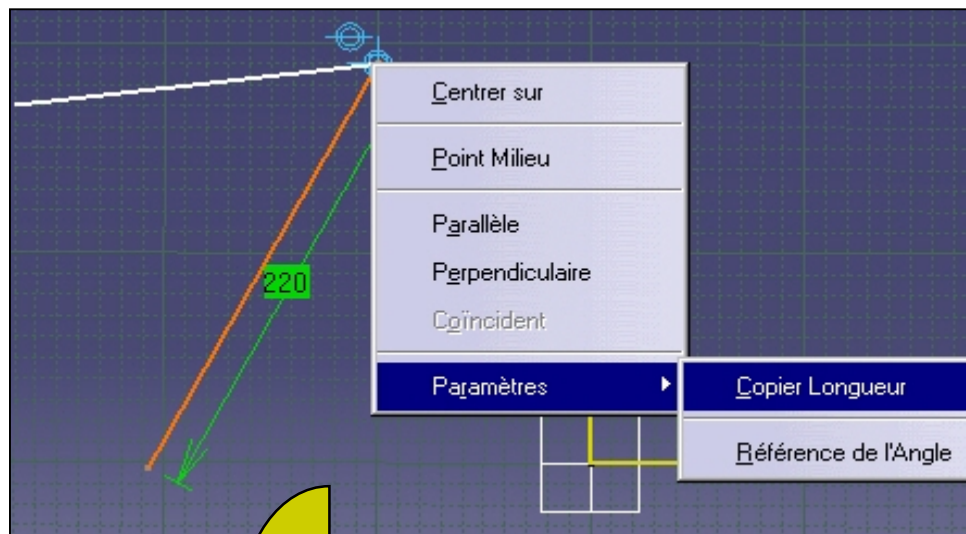 Centrer sur
Point Milieu
Parallèle
Perpendiculaire
220
Coïncident
Paramètres
Copier Longueur
Référence de l'Angle